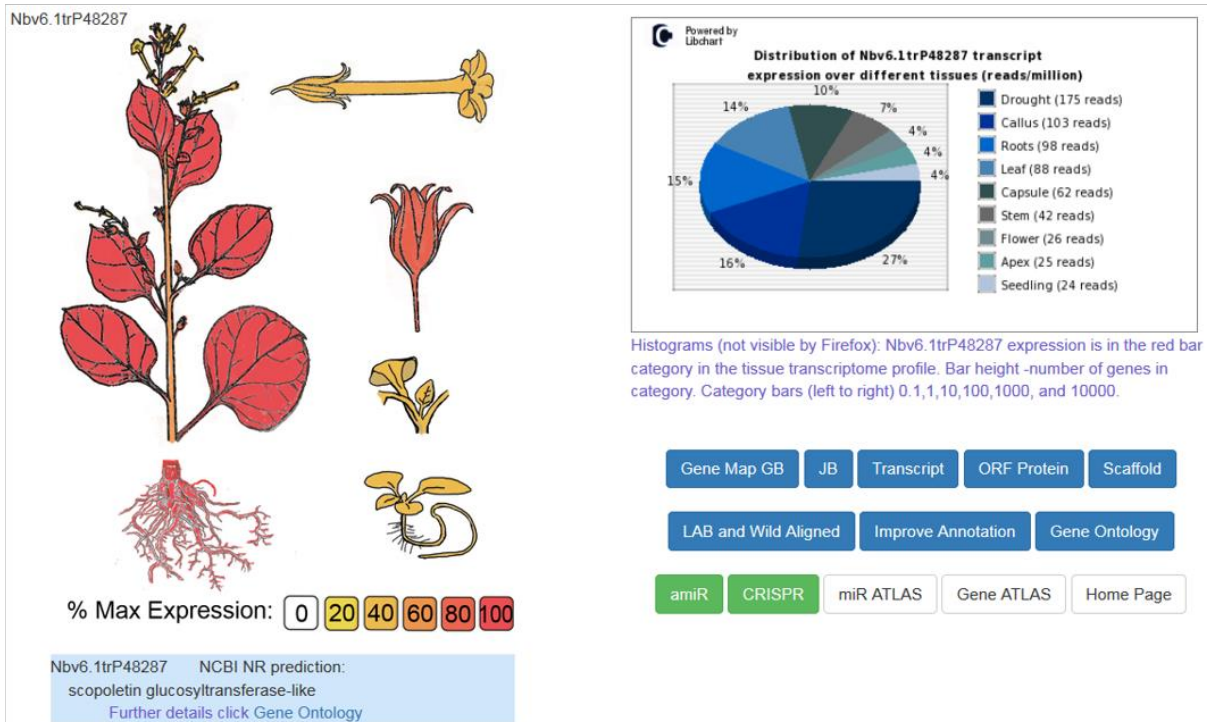 Nbv6.1trP48287
% Max Expression: 0 20 40 60 80 100
Nbv6.1trP48287 NCBI NR prediction:
scopoletin glucosyltransferase-like
Further details click Gene Ontology
Powered by
Libchart
Distribution of Nbv6.1trP48287 transcript
expression over different tissues (reads/million)
10%
7%
4%
4%
4%
27%
16%
15%
14%
Drought (175 reads)
Callus (103 reads)
Roots (98 reads)
Leaf (88 reads)
Capsule (62 reads)
Stem (42 reads)
Flower (26 reads)
Apex (25 reads)
Seedling (24 reads)
Histograms (not visible by Firefox): Nbv6.1trP48287 expression is in the red bar
category in the tissue transcriptome profile. Bar height -number of genes in
category. Category bars (left to right) 0.1,1,10,100,1000, and 10000.
Gene Map GB JB Transcript ORF Protein Scaffold
LAB and Wild Aligned Improve Annotation Gene Ontology
amiR CRISPR miR ATLAS Gene ATLAS Home Page